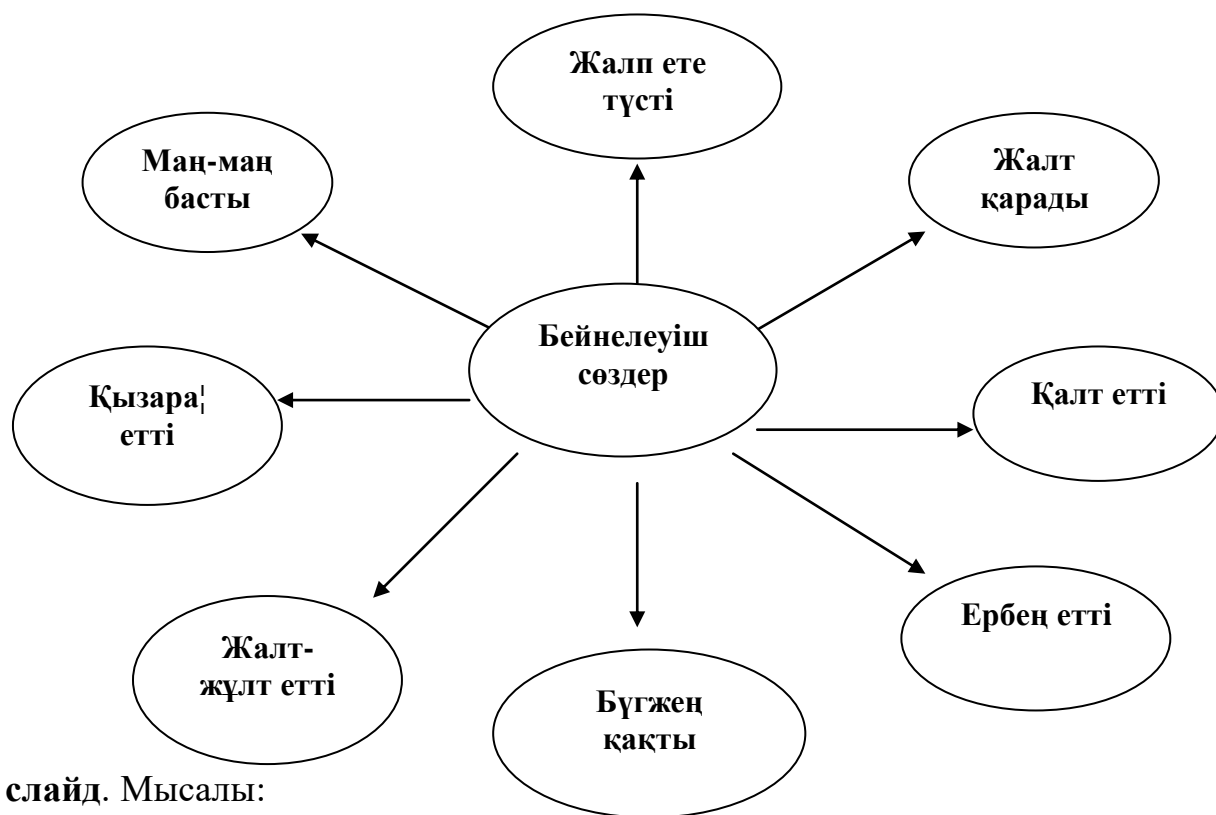 Жалп ете
түсті
Маң-маң
басты
Жалт
қарады
Бейнелеуіш
сөздер
Қызара¦
етті
Қалт етті
Ербең етті
Жалт-
жұлт етті
Бүгжең
қақты
слайд. Мысалы: